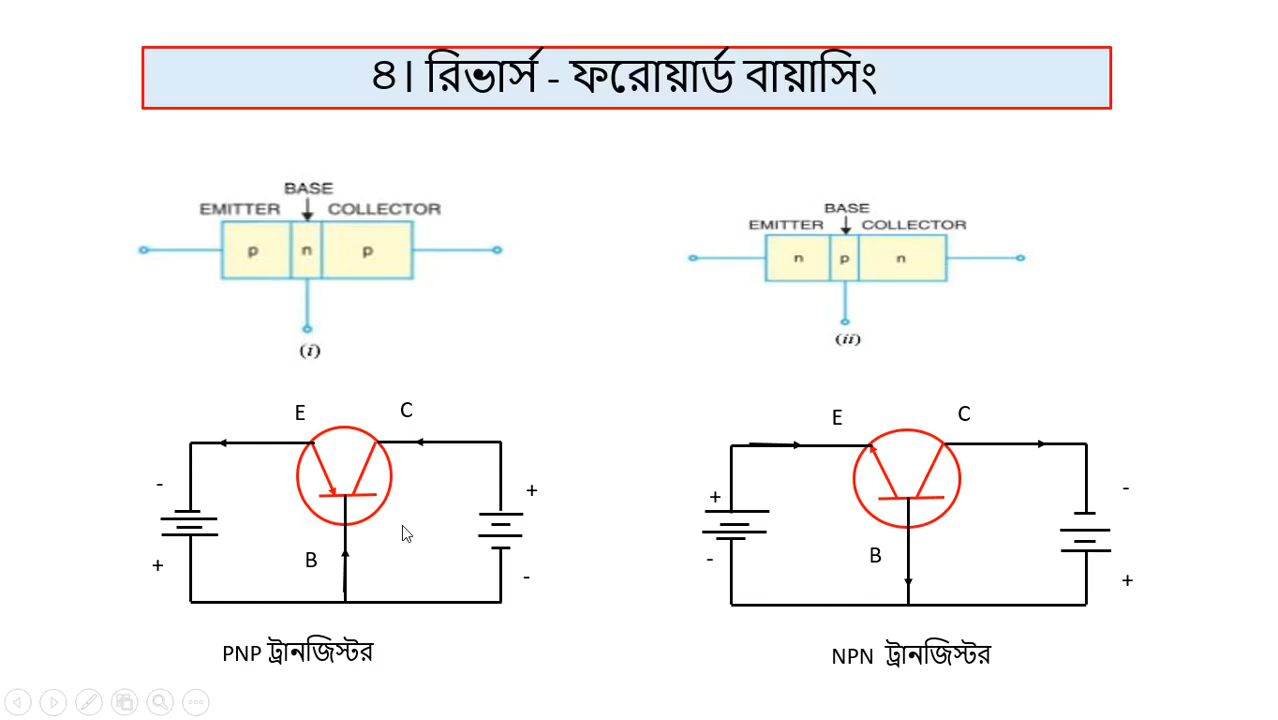 ৪। রিভার্স - ফরোয়ার্ড বায়াসিং
BASE
EMITTER COLLECTOR
p n p
(i)
BASE
EMITTER COLLECTOR
n p n
(ii)
E C
-
+
+
-
B
PNP ট্রানজিস্টর
E C
+
-
-
+
B
NPN ট্রানজিস্টর